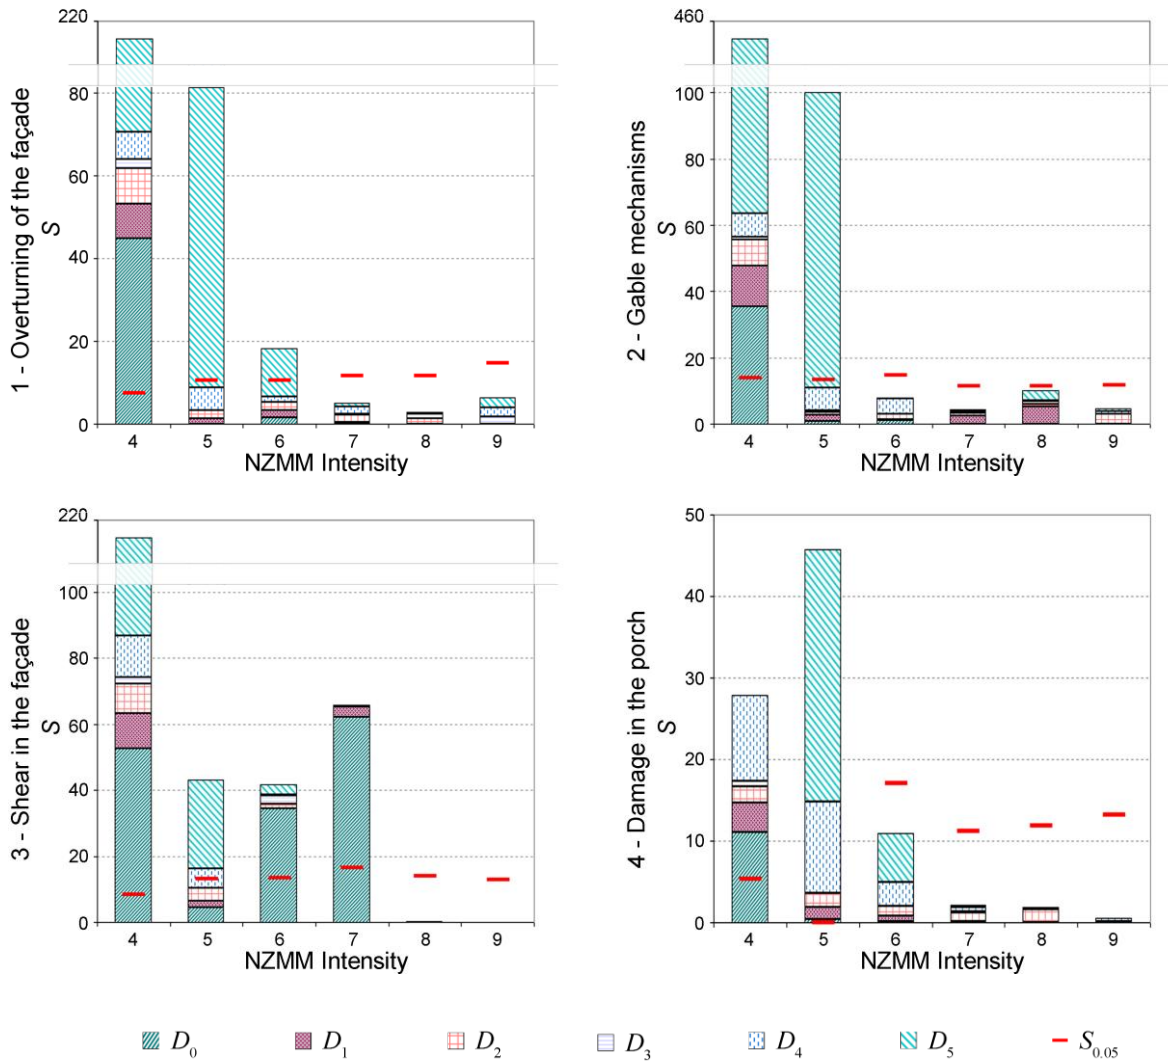 220
80
60
40
20
0
S
1 - Overturning of the façade
4 5 6 7 8 9
NZMM Intensity
460
100
80
60
40
20
0
S
2 - Gable mechanisms
4 5 6 7 8 9
NZMM Intensity
220
100
80
60
40
20
0
S
3 - Shear in the façade
4 5 6 7 8 9
NZMM Intensity
50
40
30
20
10
0
S
4 - Damage in the porch
4 5 6 7 8 9
NZMM Intensity
D0 D1 D2 D3 D4 D5 S0.05